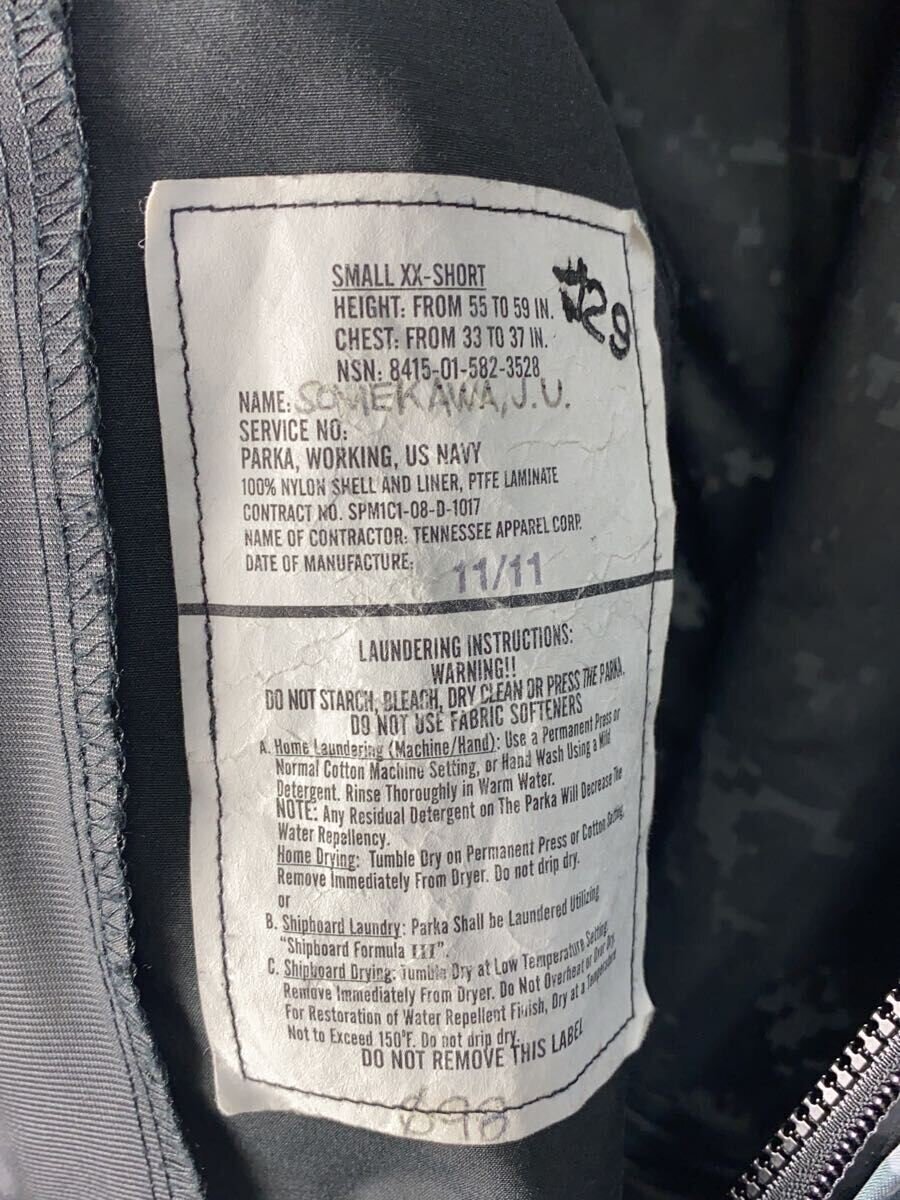 SMALL XX-SHORT
HEIGHT: FROM 55 TO 59 IN.
CHEST: FROM 33 TO 37 IN.
NSN: 8415-01-582-3528
NAME: SOMEKAWA, J.U.
SERVICE NO:
PARKA, WORKING, US NAVY
100% NYLON SHELL AND LINER, PTFE LAMINATE
CONTRACT NO. SPM1C1-08-D-1017
NAME OF CONTRACTOR: TENNESSEE APPAREL CORP.
DATE OF MANUFACTURE: 11/11
LAUNDERING INSTRUCTIONS:
WARNING!!
DO NOT STARCH, BLEACH, DRY CLEAN OR PRESS THE PARKA.
DO NOT USE FABRIC SOFTENERS
A. Home Laundering (Machine/Hand): Use a Permanent Press or
Normal Cotton Machine Setting, or Hand Wash Using a Mild
Detergent. Rinse Thoroughly in Warm Water.
NOTE: Any Residual Detergent on The Parka Will Decrease The
Water Repellency.
Home Drying: Tumble Dry on Permanent Press or Cotton Setting,
Remove Immediately From Dryer. Do not drip dry.
or
B. Shipboard Laundry: Parka Shall be Laundered Utilizing
"Shipboard Formula III".
C. Shipboard Drying: Tumble Dry at Low Temperature Setting
Remove Immediately From Dryer. Do Not Overheat or Over Dry.
For Restoration of Water Repellent Finish, Dry at a Temperature
Not to Exceed 150°F. Do not drip dry.
DO NOT REMOVE THIS LABEL